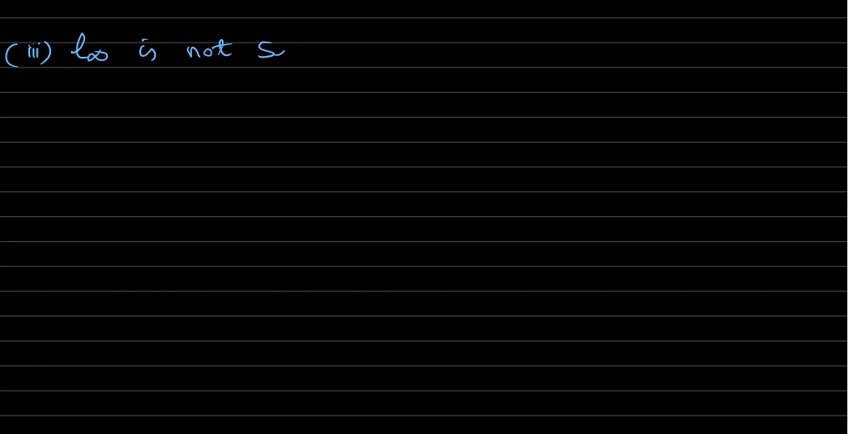 (iii) l∞ is not s